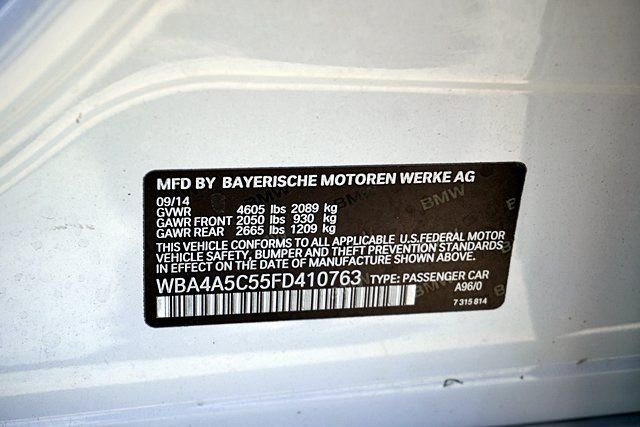 MFD BY BAYERISCHE MOTOREN WERKE AG
09/14
GVWR 4605 lbs 2089 kg
GAWR FRONT 2050 lbs 930 kg
GAWR REAR 2665 lbs 1209 kg
THIS VEHICLE CONFORMS TO ALL APPLICABLE U.S.FEDERAL MOTOR
VEHICLE SAFETY, BUMPER AND THEFT PREVENTION STANDARDS
IN EFFECT ON THE DATE OF MANUFACTURE SHOWN ABOVE.
WBA4A5C55FD410763 TYPE: PASSENGER CAR
A96/0
7 315 814
BMW
BMW